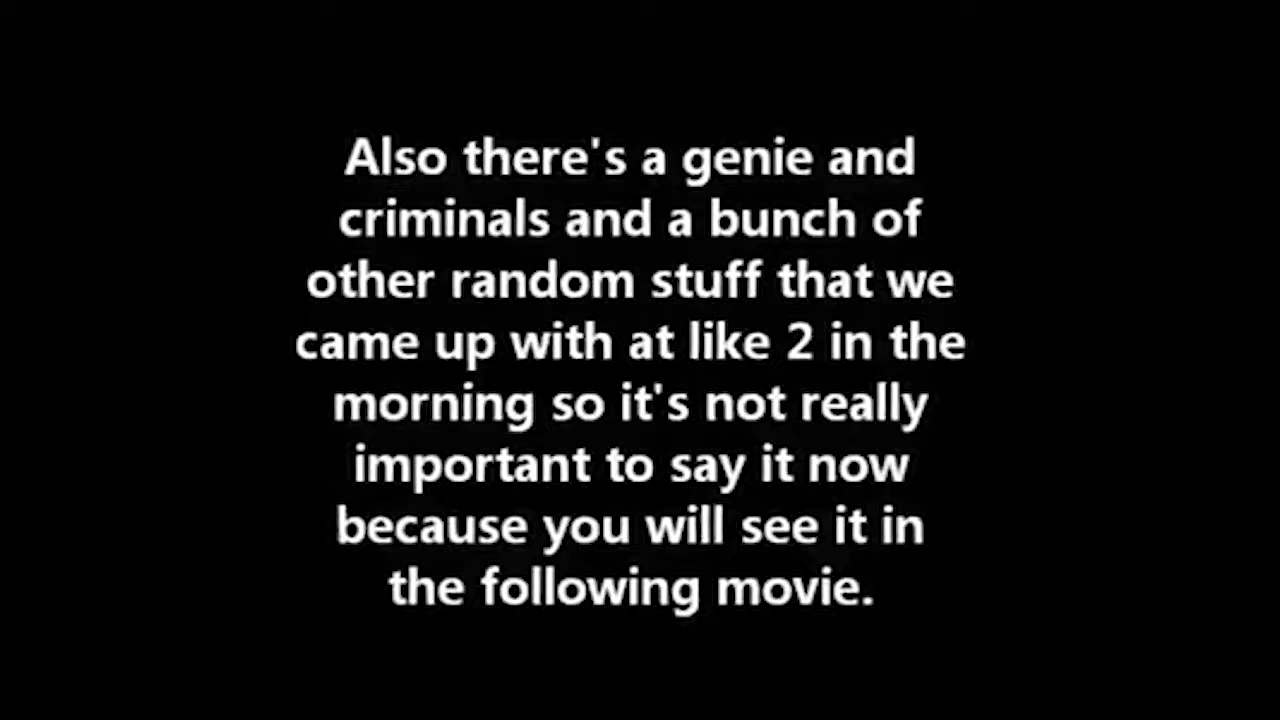 Also there's a genie and
criminals and a bunch of
other random stuff that we
came up with at like 2 in the
morning so it's not really
important to say it now
because you will see it in
the following movie.